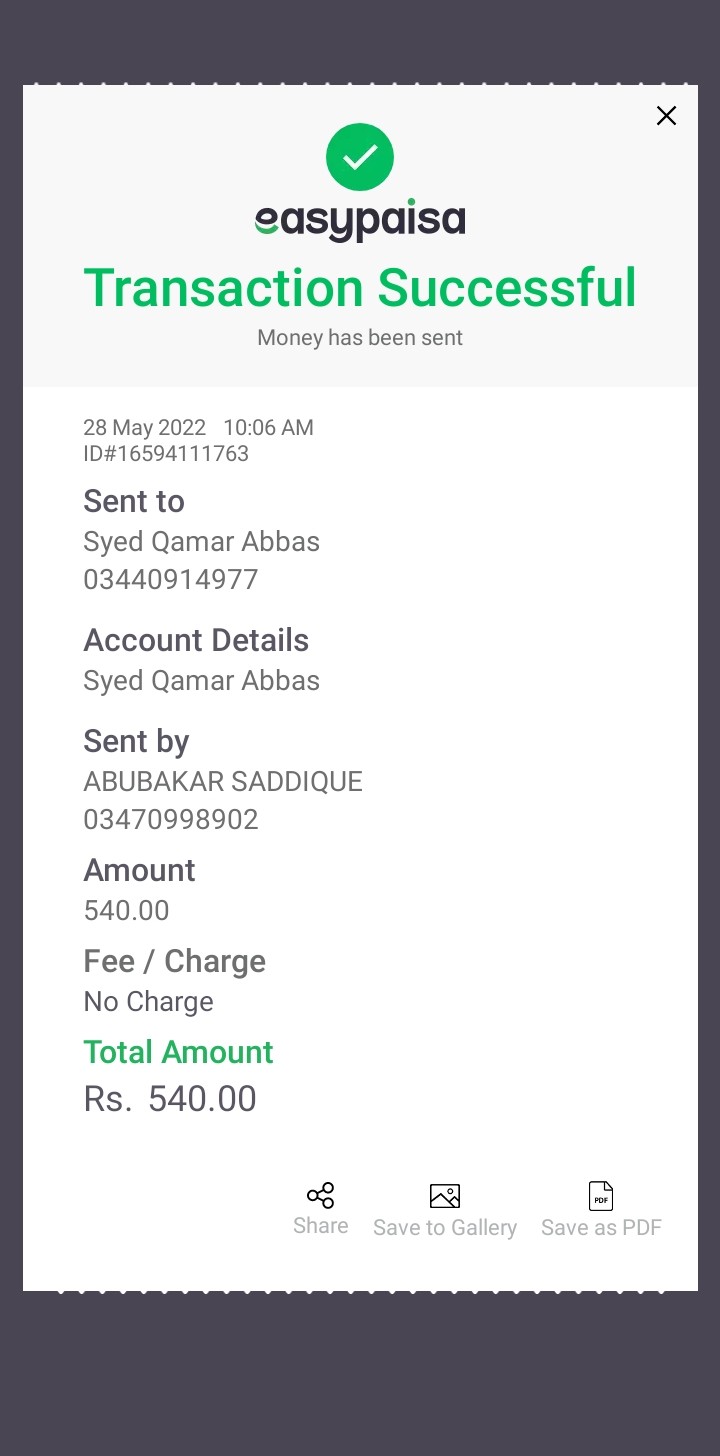 easypaisa
Transaction Successful
Money has been sent
28 May 2022 10:06 AM
ID#16594111763
Sent to
Syed Qamar Abbas
03440914977
Account Details
Syed Qamar Abbas
Sent by
ABUBAKAR SADDIQUE
03470998902
Amount
540.00
Fee / Charge
No Charge
Total Amount
Rs. 540.00
PDF
Share Save to Gallery Save as PDF